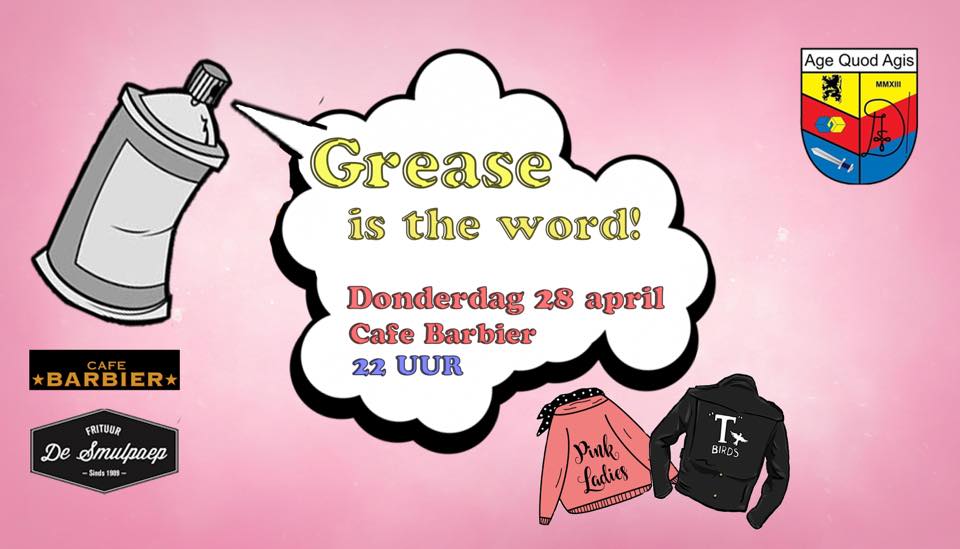 Age Quod Agis
MMXIII
Grease
is the word!
Donderdag 28 april
Cafe Barbier
22 UUR
CAFE
BARBIER
FRITUUR
De Smulpaep
Sinds 1989
Pink
Ladies
T
BIRDS